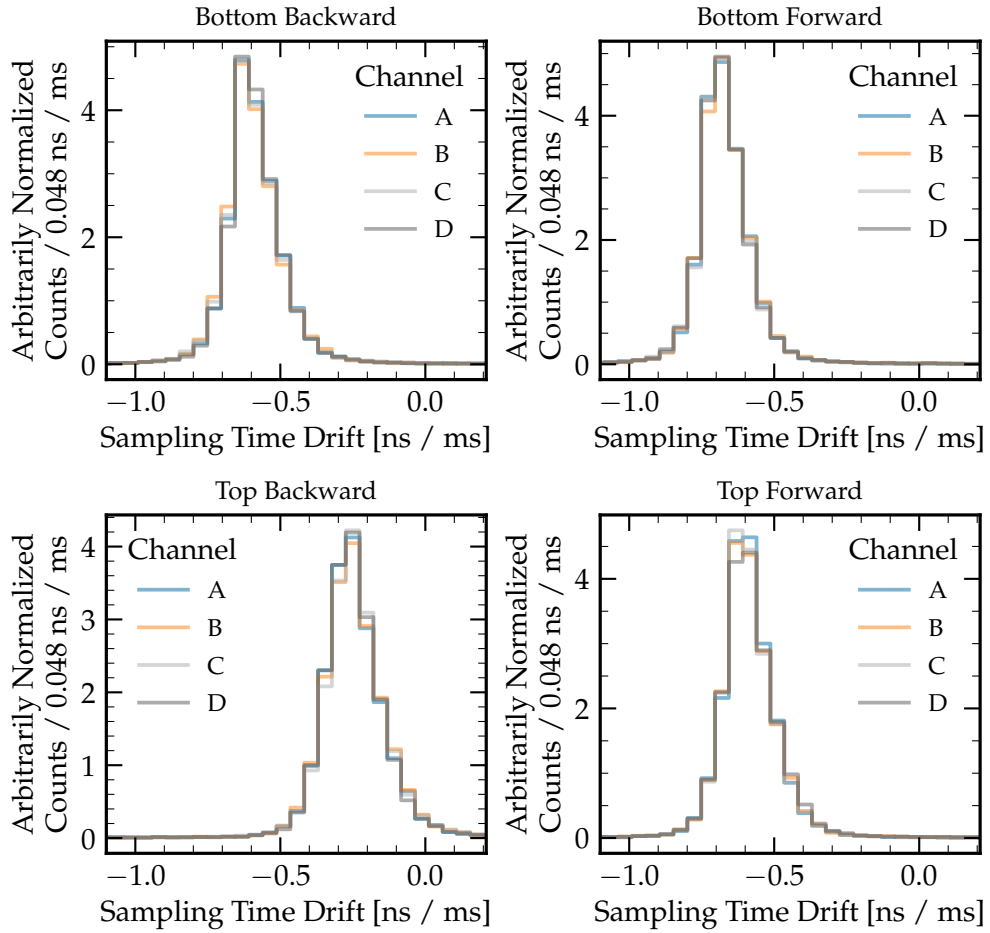 Bottom Backward
Arbitrarily Normalized
Counts / 0.048 ns / ms
4
2
0
Channel
A
B
C
D
−1.0
−0.5
0.0
Sampling Time Drift [ns / ms]
Bottom Forward
Arbitrarily Normalized
Counts / 0.048 ns / ms
4
2
0
Channel
A
B
C
D
−1.0
−0.5
0.0
Sampling Time Drift [ns / ms]
Top Backward
Arbitrarily Normalized
Counts / 0.048 ns / ms
4
3
2
1
0
Channel
A
B
C
D
−1.0
−0.5
0.0
Sampling Time Drift [ns / ms]
Top Forward
Arbitrarily Normalized
Counts / 0.048 ns / ms
4
2
0
Channel
A
B
C
D
−1.0
−0.5
0.0
Sampling Time Drift [ns / ms]